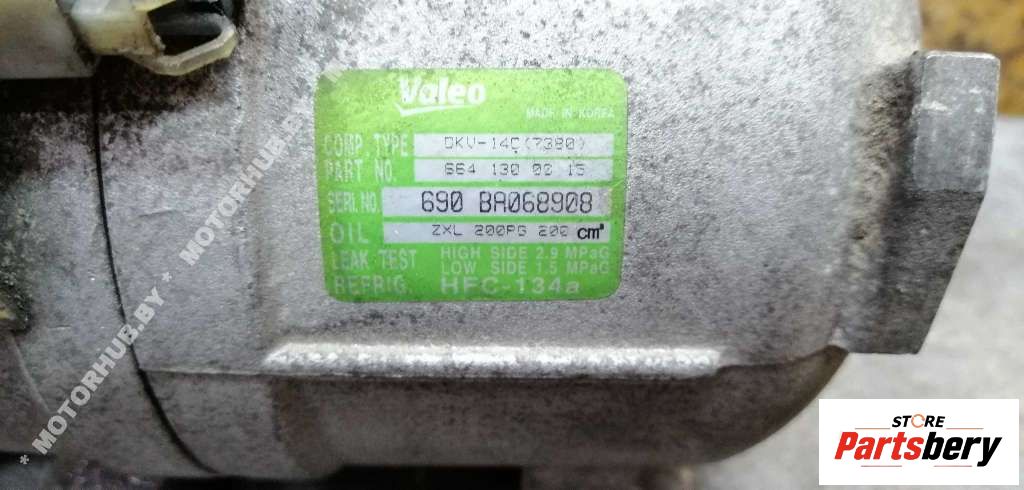 Valeo
MADE IN KOREA
COMP. TYPE DKV-14C(7380)
PART NO. 664 130 00 15
SERI.NO. 690 BA068908
OIL ZXL 200PG 200 cm³
LEAK TEST HIGH SIDE 2.9 MPaG
LOW SIDE 1.5 MPaG
REFRIG. HFC-134a
* MOTORHUB.BY * MOTORHUB
STORE
Partsbery